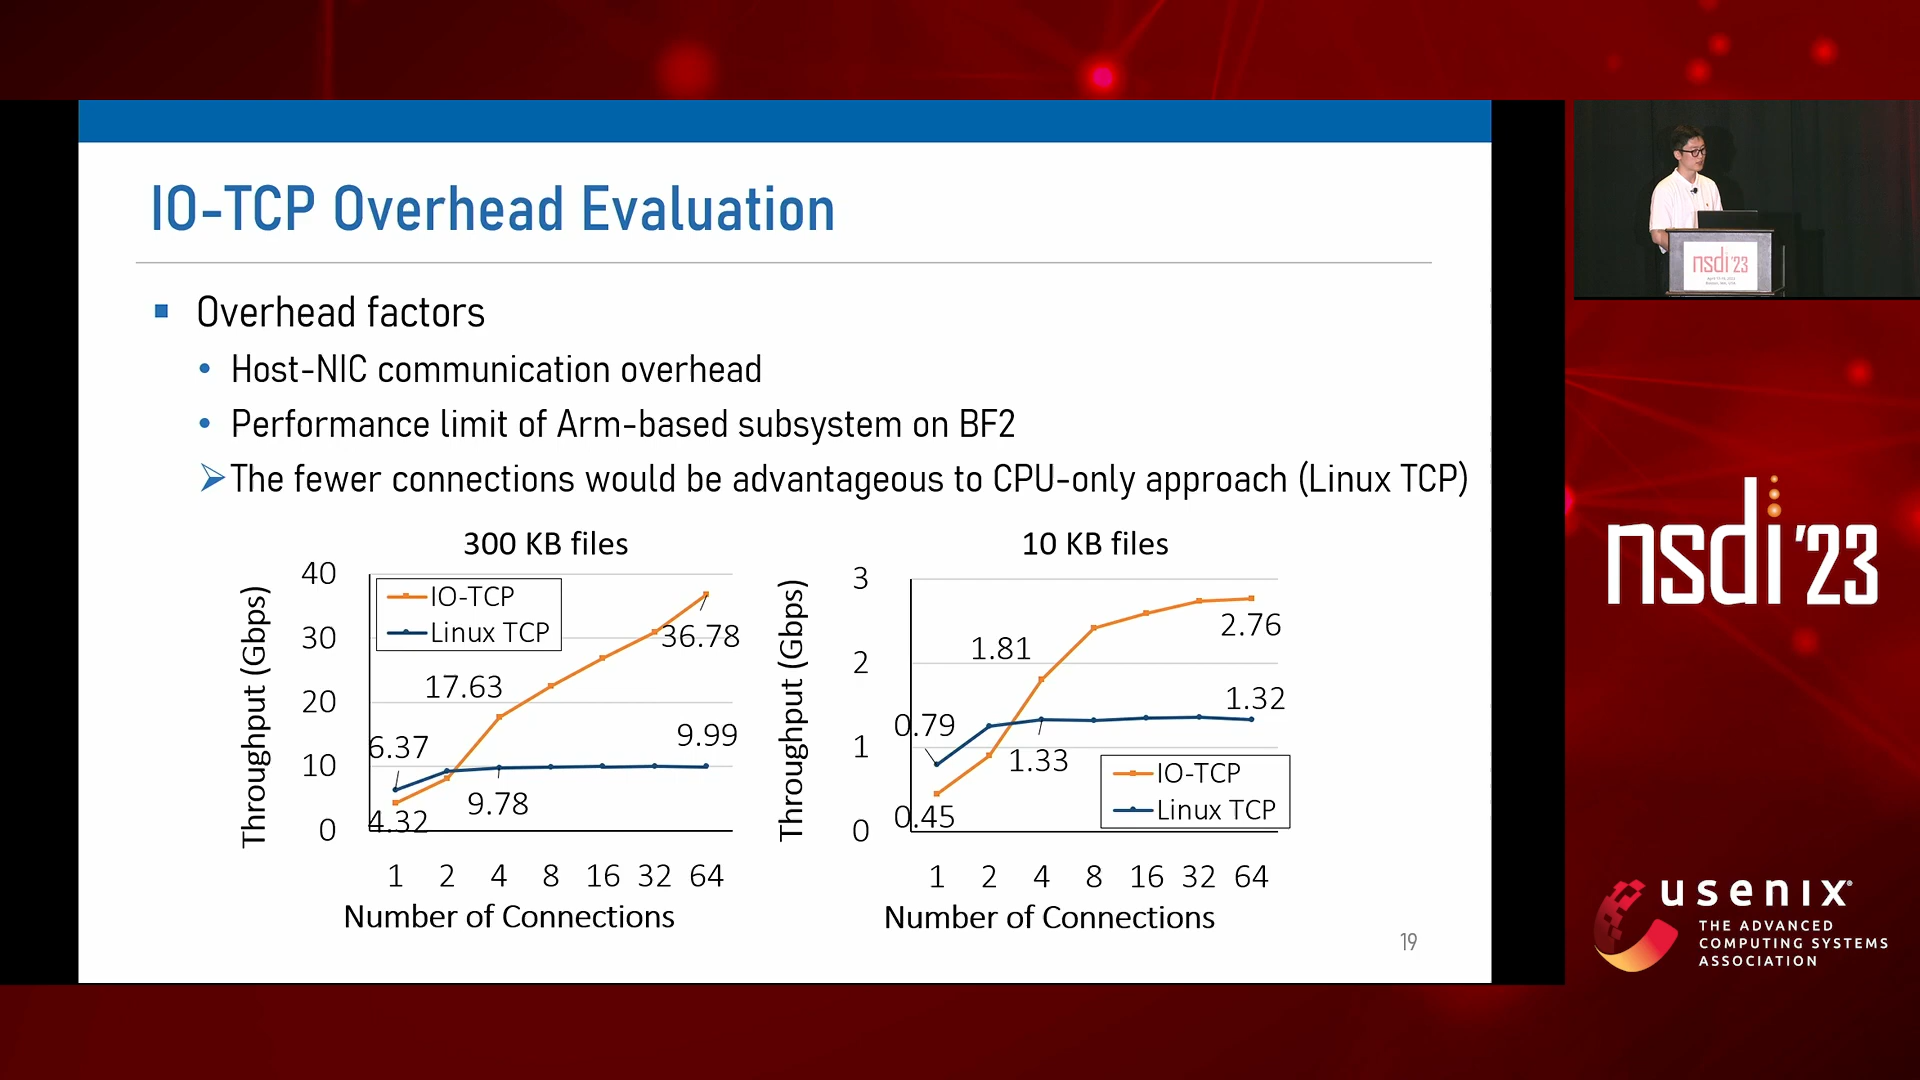 IO-TCP Overhead Evaluation
Overhead factors
Host-NIC communication overhead
Performance limit of Arm-based subsystem on BF2
The fewer connections would be advantageous to CPU-only approach (Linux TCP)
300 KB files
Throughput (Gbps)
40
30
20
10
0
IO-TCP
Linux TCP
36.78
17.63
9.99
6.37
9.78
4.32
1 2 4 8 16 32 64
Number of Connections
10 KB files
Throughput (Gbps)
3
2
1
0
2.76
1.81
1.32
0.79
1.33
0.45
IO-TCP
Linux TCP
1 2 4 8 16 32 64
Number of Connections
19
nsdi '23
nsdi '23
usenix®
THE ADVANCED
COMPUTING SYSTEMS
ASSOCIATION